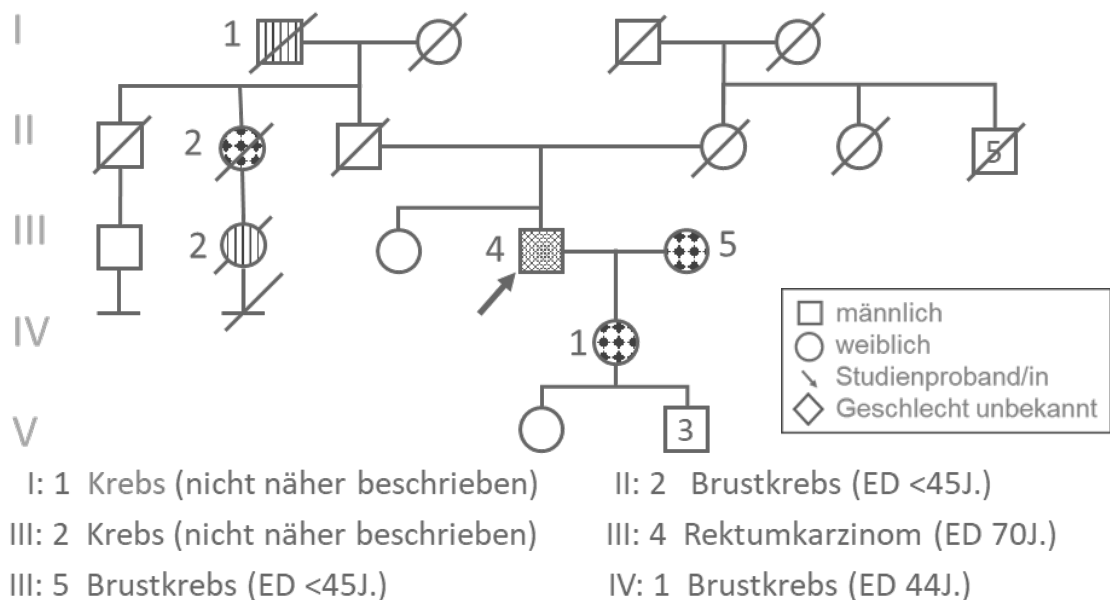 I 1
II 2 5
III 2 4 5
IV 1
V 3
männlich
weiblich
Studienproband/in
Geschlecht unbekannt
I: 1 Krebs (nicht näher beschrieben) II: 2 Brustkrebs (ED <45J.)
III: 2 Krebs (nicht näher beschrieben) III: 4 Rektumkarzinom (ED 70J.)
III: 5 Brustkrebs (ED <45J.) IV: 1 Brustkrebs (ED 44J.)